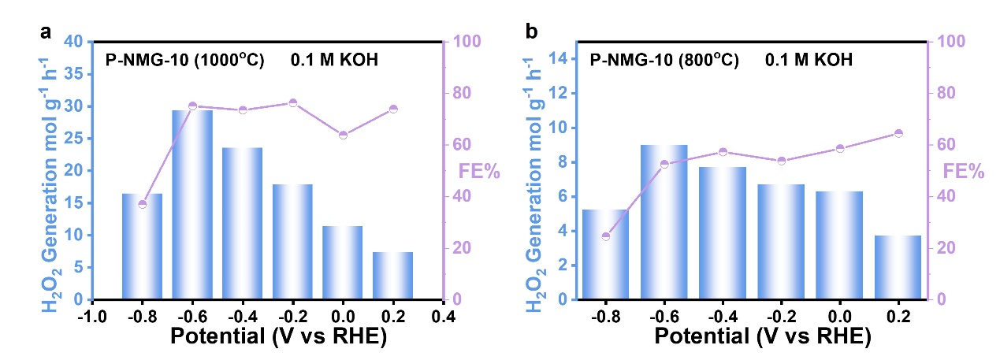 a
P-NMG-10 (1000°C) 0.1 M KOH
H₂O₂ Generation mol g⁻¹ h⁻¹
40
35
30
25
20
15
10
5
0
100
80
60
40
20
0
FE%
-1.0 -0.8 -0.6 -0.4 -0.2 0.0 0.2 0.4
Potential (V vs RHE)
b
P-NMG-10 (800°C) 0.1 M KOH
H₂O₂ Generation mol g⁻¹ h⁻¹
14
12
10
8
6
4
2
0
100
80
60
40
20
0
FE%
-0.8 -0.6 -0.4 -0.2 0.0 0.2
Potential (V vs RHE)